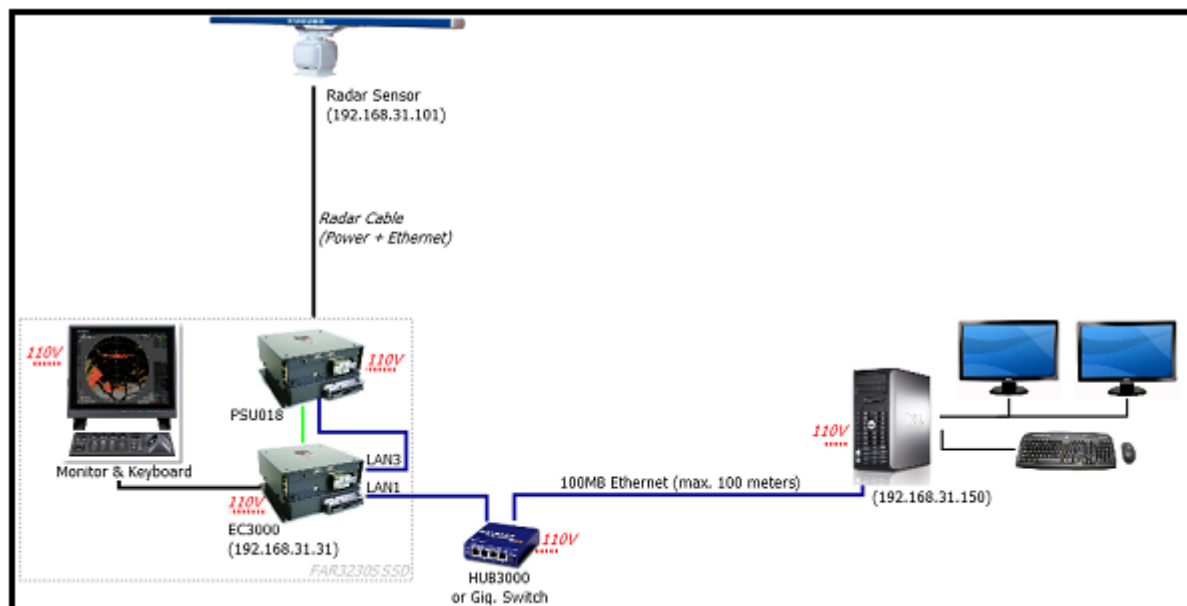 Radar Sensor
(192.168.31.101)
Radar Cable
(Power + Ethernet)
110V
110V
PSU018
Monitor & Keyboard
LAN3
LAN1
110V
EC3000
(192.168.31.31)
FAR3230SSSD
110V
HUB3000
or Gig. Switch
100MB Ethernet (max. 100 meters)
110V
(192.168.31.150)